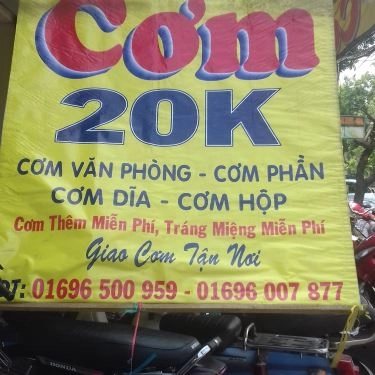 Cơm
20K
CƠM VĂN PHÒNG - CƠM PHẦN
CƠM DĨA - CƠM HỘP
Cơm Thêm Miễn Phí, Tráng Miệng Miễn Phí
Giao Cơm Tận Nơi
ĐT: 01696 500 959 - 01696 007 877
HONDA